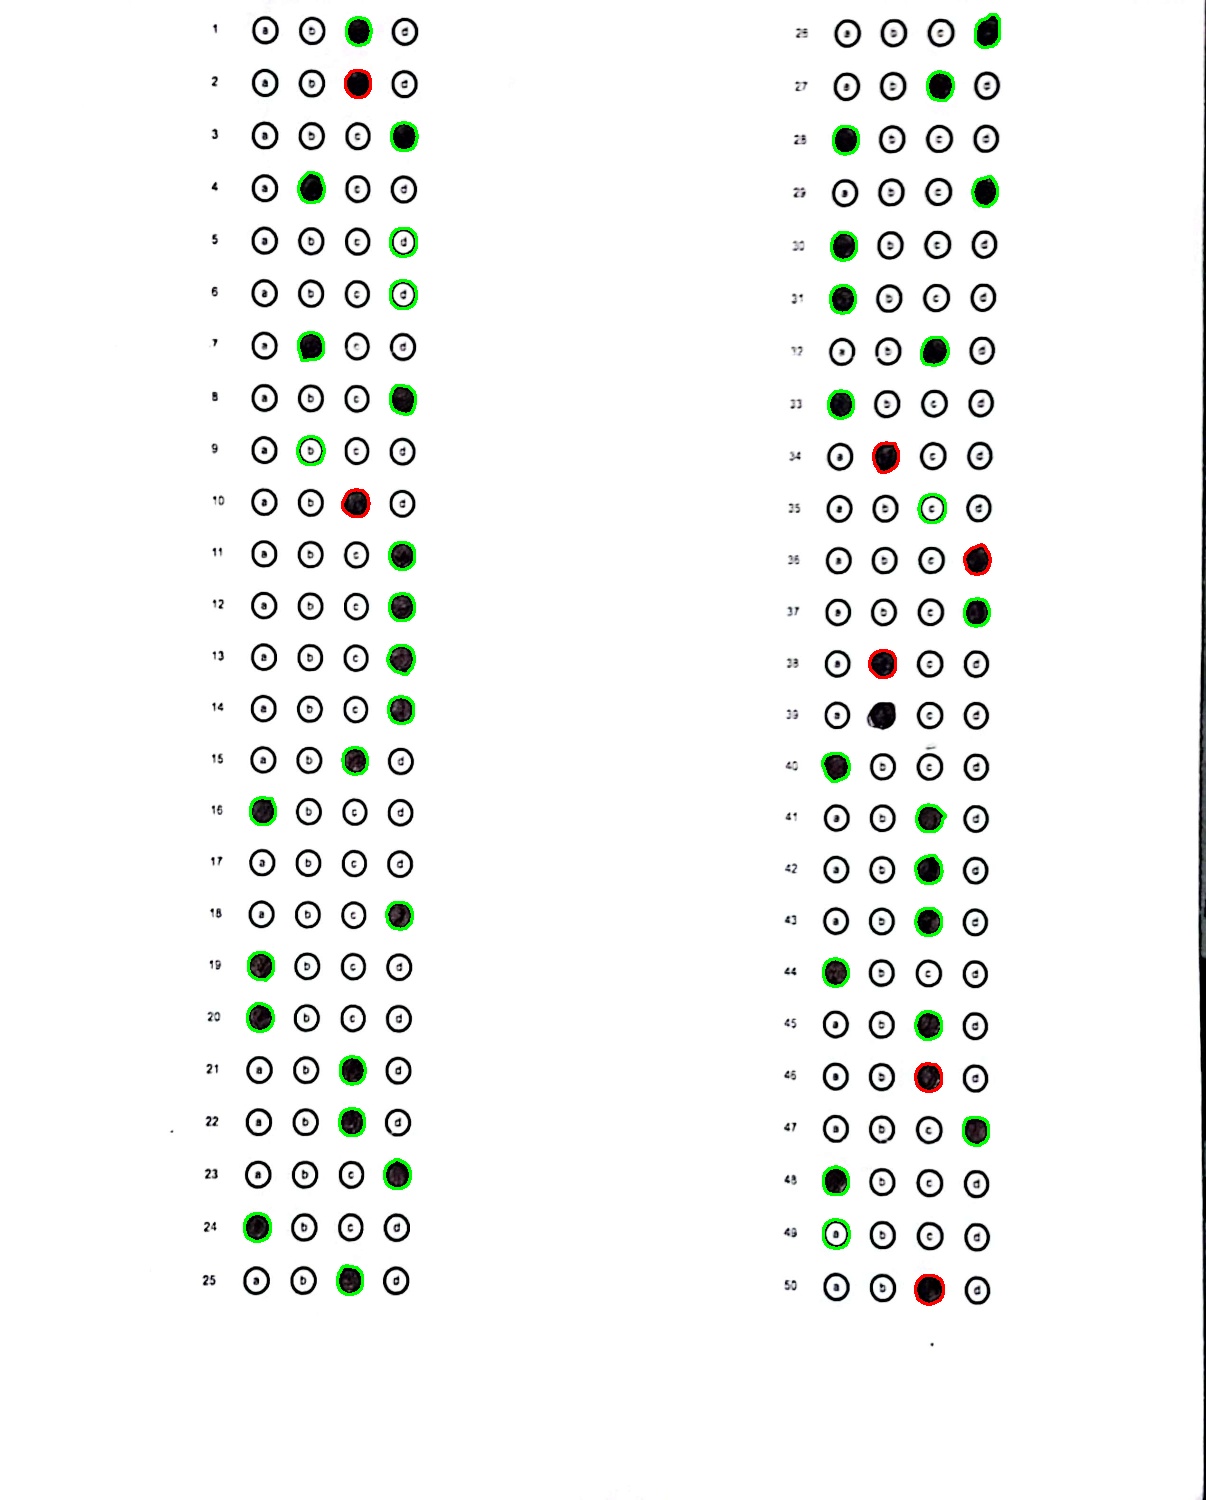 1 a b d
2 a b d
3 a b c
4 a c d
5 a b c d
6 a b c d
7 a c d
8 a b c
9 a b c d
10 a b d
11 a b c
12 a b c
13 a b c
14 a b c
15 a b d
16 b c d
17 a b c d
18 a b c
19 b c d
20 b c d
21 a b d
22 a b d
23 a b c
24 b c d
25 a b d
26 a b c
27 a b d
28 b c d
29 a b c
30 b c d
31 b c d
32 a b d
33 b c d
34 a c d
35 a b c d
36 a b c
37 a b c
38 a c d
39 a c d
40 b c d
41 a b d
42 a b d
43 a b d
44 b c d
45 a b d
46 a b d
47 a b c
48 b c d
49 a b c d
50 a b d